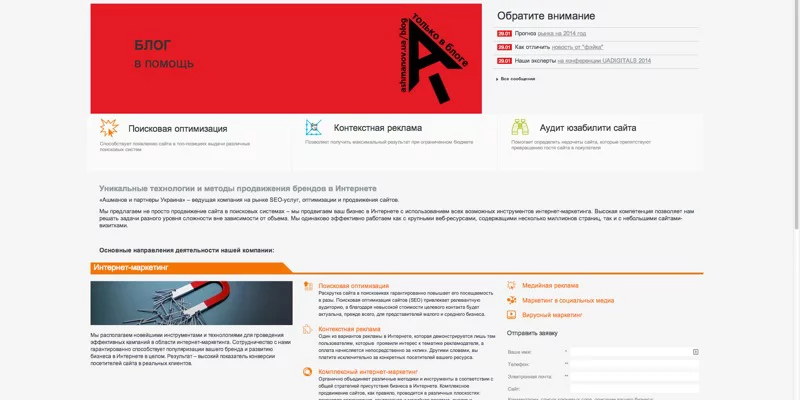 БЛОГ
в помощь
только в блоге
ashmanov.ua/blog
Обратите внимание
29.01 Прогноз рынка на 2014 год
29.01 Как отличить новость от "фэйка"
29.01 Наши эксперты на конференции UADIGITALS 2014
Все сообщения
Поисковая оптимизация
Способствует появлению сайта в топ-позициях выдачи различных
поисковых систем
Контекстная реклама
Позволяет получить максимальный результат при ограниченном бюджете
Аудит юзабилити сайта
Помогает определить недочеты сайта, которые препятствуют
превращению гостя сайта в покупателя
Уникальные технологии и методы продвижения брендов в Интернете
«Ашманов и партнеры Украина» – ведущая компания на рынке SEO-услуг, оптимизации и продвижения сайтов.
Мы предлагаем не просто продвижение сайта в поисковых системах – мы продвигаем ваш бизнес в Интернете с использованием всех возможных инструментов интернет-маркетинга. Высокая компетенция позволяет нам
решать задачи разного уровня сложности вне зависимости от объема. Мы одинаково эффективно работаем как с крупными веб-ресурсами, содержащими несколько миллионов страниц, так и с небольшими сайтами-
визитками.
Основные направления деятельности нашей компании:
Интернет-маркетинг
Мы располагаем новейшими инструментами и технологиями для проведения
эффективных кампаний в области интернет-маркетинга. Сотрудничество с нами
гарантированно способствует популяризации вашего бренда и развитию
бизнеса в Интернете в целом. Результат – высокий показатель конверсии
посетителей сайта в реальных клиентов.
Поисковая оптимизация
Раскрутка сайта в поисковиках гарантированно повышает его посещаемость
в разы. Поисковая оптимизация сайтов (SEO) привлекает релевантную
аудиторию, а благодаря невысокой стоимости целевого контакта будет
актуальна, прежде всего, для представителей малого и среднего бизнеса.
Контекстная реклама
Один из вариантов рекламы в Интернете, которая демонстрируется лишь тем
пользователям, которые проявили интерес к тематике рекламодателя, а
оплата начисляется непосредственно за «клик». Другими словами, вы
платите исключительно за конкретных посетителей вашего ресурса.
Комплексный интернет-маркетинг
Органично объединяет различные методики и инструменты в соответствии с
общей стратегией присутствия бизнеса в Интернете. Комплексное
продвижение сайтов, как правило, проводится в различных плоскостях:
Медийная реклама
Маркетинг в социальных медиа
Вирусный маркетинг
Отправить заявку
Ваше имя: *
Телефон: **
Электронная почта: **
Сайт: